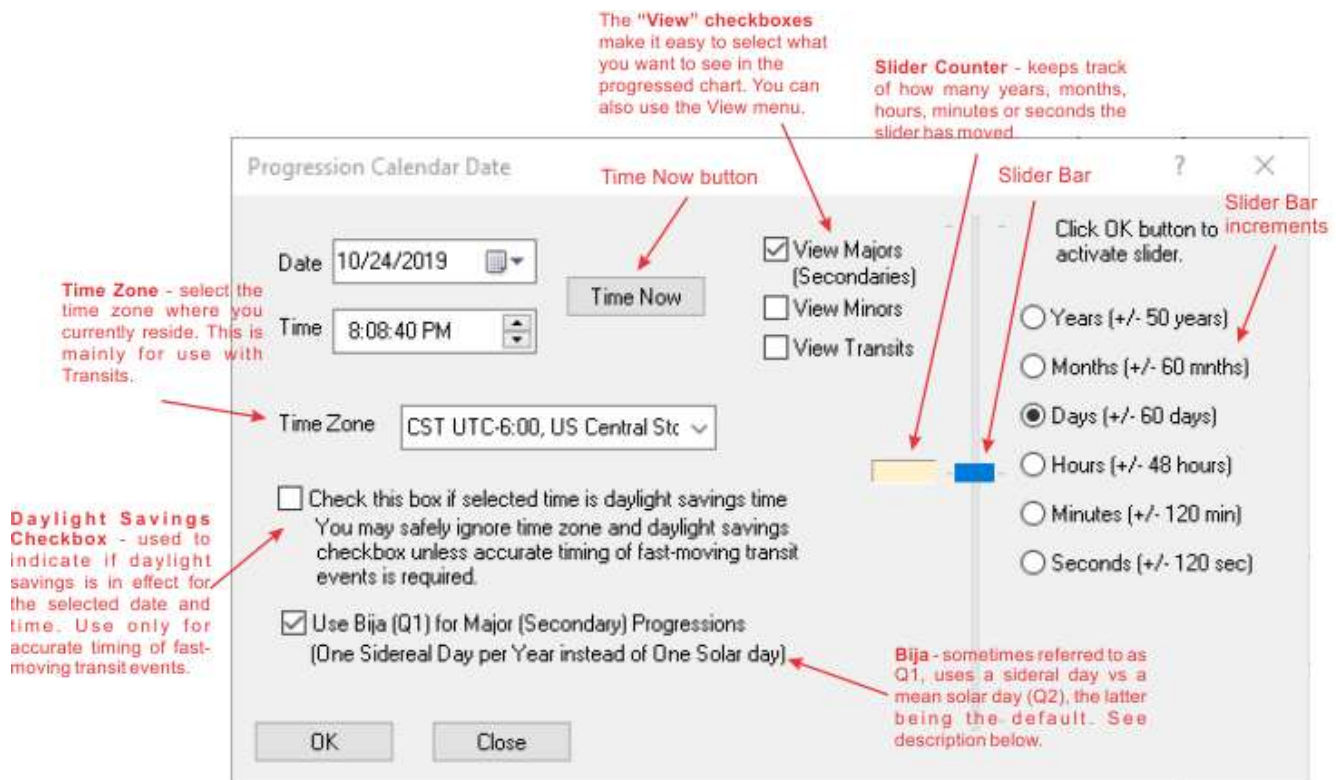 The “View” checkboxes
make it easy to select what
you want to see in the
progressed chart. You can
also use the View menu.
Slider Counter - keeps track
of how many years, months,
hours, minutes or seconds the
slider has moved.
Progression Calendar Date
?
Time Now button
Slider Bar
Slider Bar
increments
Click OK button to
activate slider.
Date 10/24/2019
Time Now
View Majors
(Secondaries)
View Minors
View Transits
Time 8:08:40 PM
Time Zone - select the
time zone where you
currently reside. This is
mainly for use with
Transits.
Years (+/- 50 years)
Months (+/- 60 mnths)
Days (+/- 60 days)
Hours (+/- 48 hours)
Minutes (+/- 120 min)
Seconds (+/- 120 sec)
Time Zone CST UTC-6:00, US Central Stc
Check this box if selected time is daylight savings time
You may safely ignore time zone and daylight savings
checkbox unless accurate timing of fast-moving transit
events is required.
Daylight Savings
Checkbox - used to
indicate if daylight
savings is in effect for
the selected date and
time. Use only for
accurate timing of fast-
moving transit events.
Use Bija (Q1) for Major (Secondary) Progressions
(One Sidereal Day per Year instead of One Solar day)
Bija - sometimes referred to as
Q1, uses a sideral day vs a
mean solar day (Q2), the latter
being the default. See
description below.
OK
Close